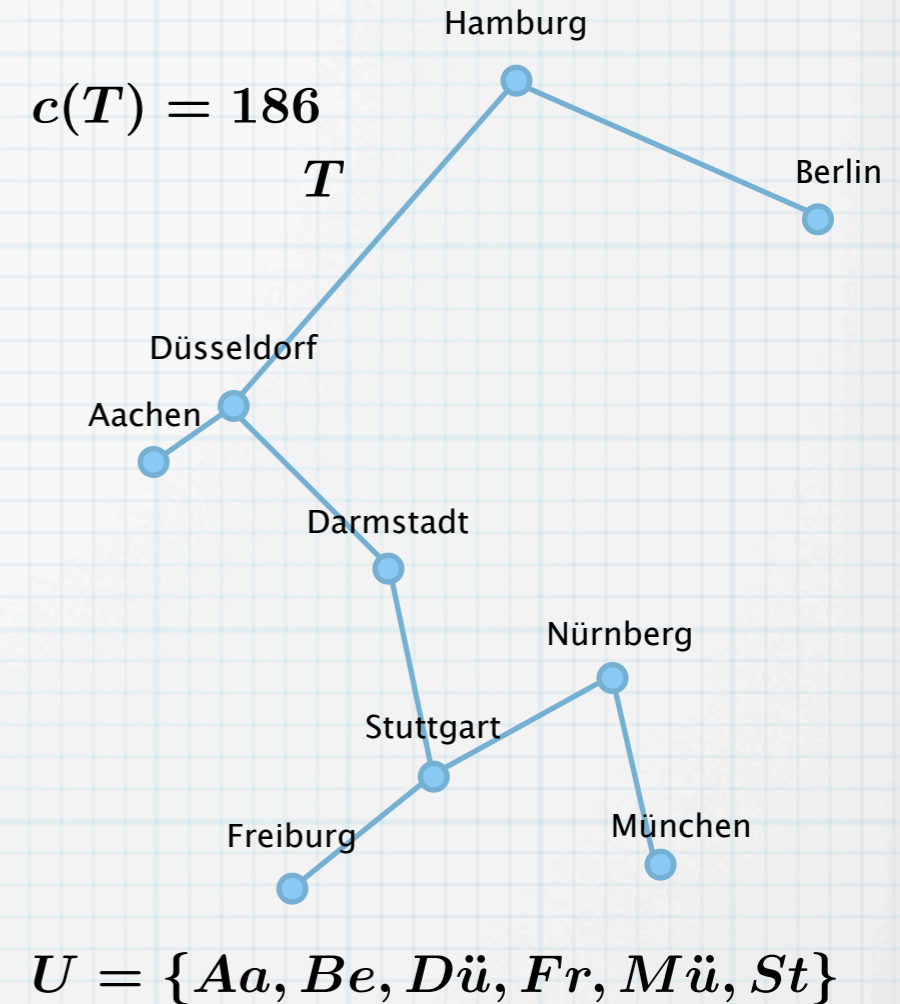 Hamburg
c(T) = 186
T
Berlin
Düsseldorf
Aachen
Darmstadt
Nürnberg
Stuttgart
München
Freiburg
U = {Aa, Be, Dü, Fr, Mü, St}